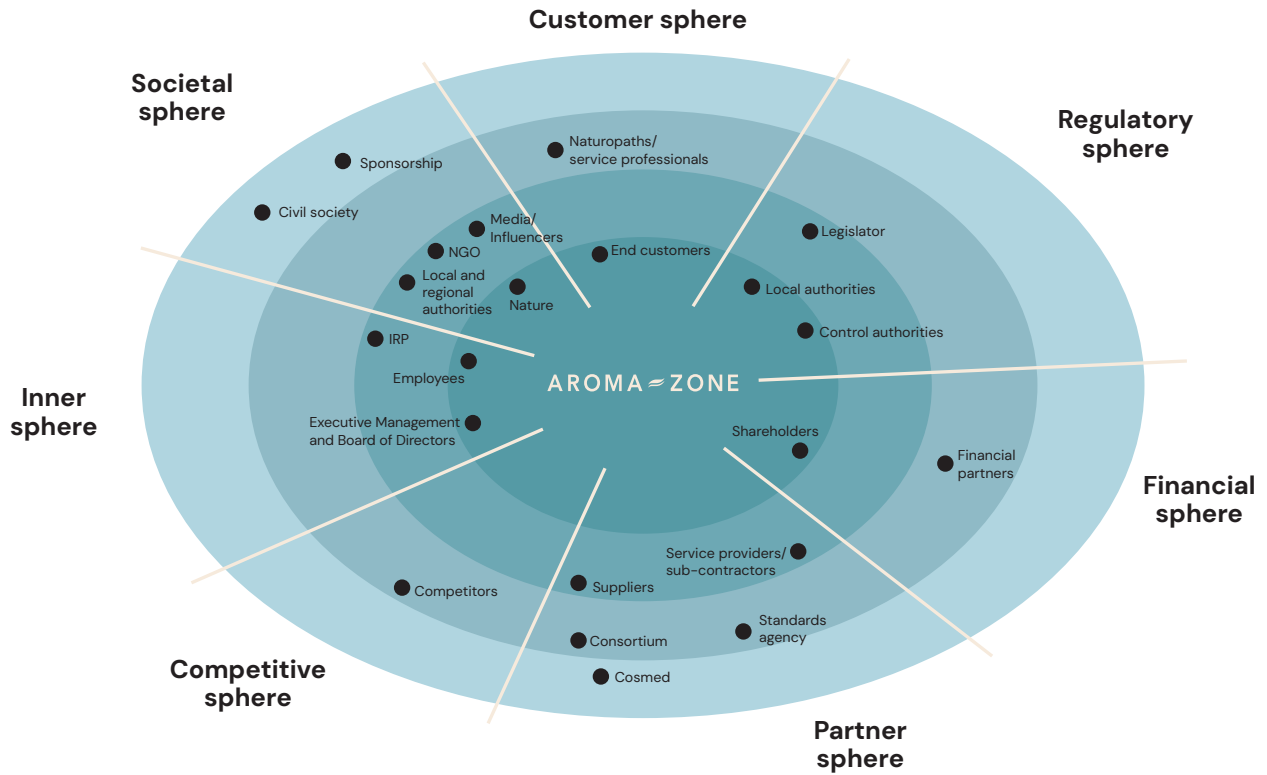 Customer sphere
Societal
sphere
Regulatory
sphere
Naturopaths/
service professionals
Sponsorship
Civil society
Media/
Influencers
NGO
Local and
regional
authorities
Nature
End customers
Legislator
Local authorities
Control authorities
IRP
Employees
AROMA ZONE
Inner
sphere
Executive Management
and Board of Directors
Shareholders
Financial
partners
Financial
sphere
Service providers/
sub-contractors
Suppliers
Competitors
Standards
agency
Consortium
Cosmed
Competitive
sphere
Partner
sphere